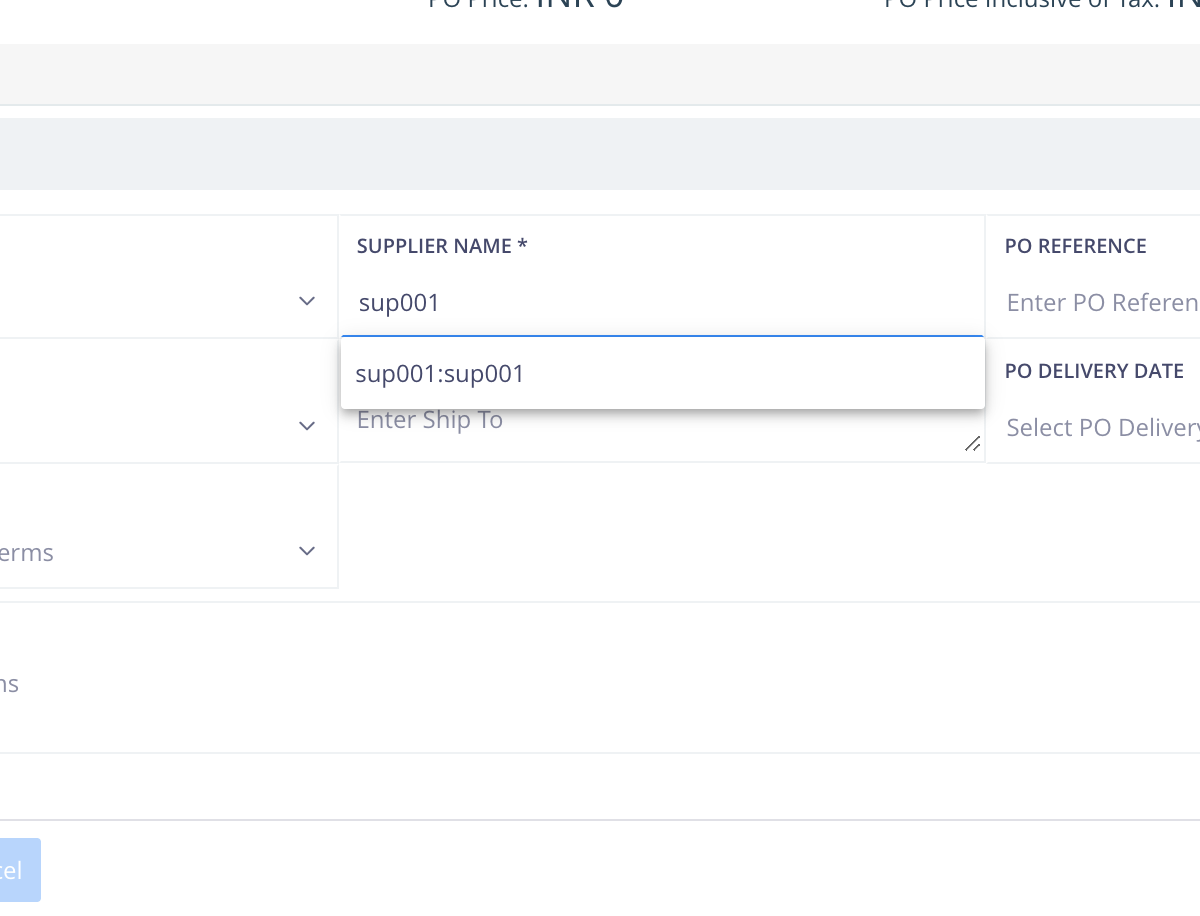 PO Price: INR 0
PO Price Inclusive of Tax:
SUPPLIER NAME *
PO REFERENCE
sup001
Enter PO Referen
sup001:sup001
PO DELIVERY DATE
Enter Ship To
Select PO Delivery
erms
ns
cel